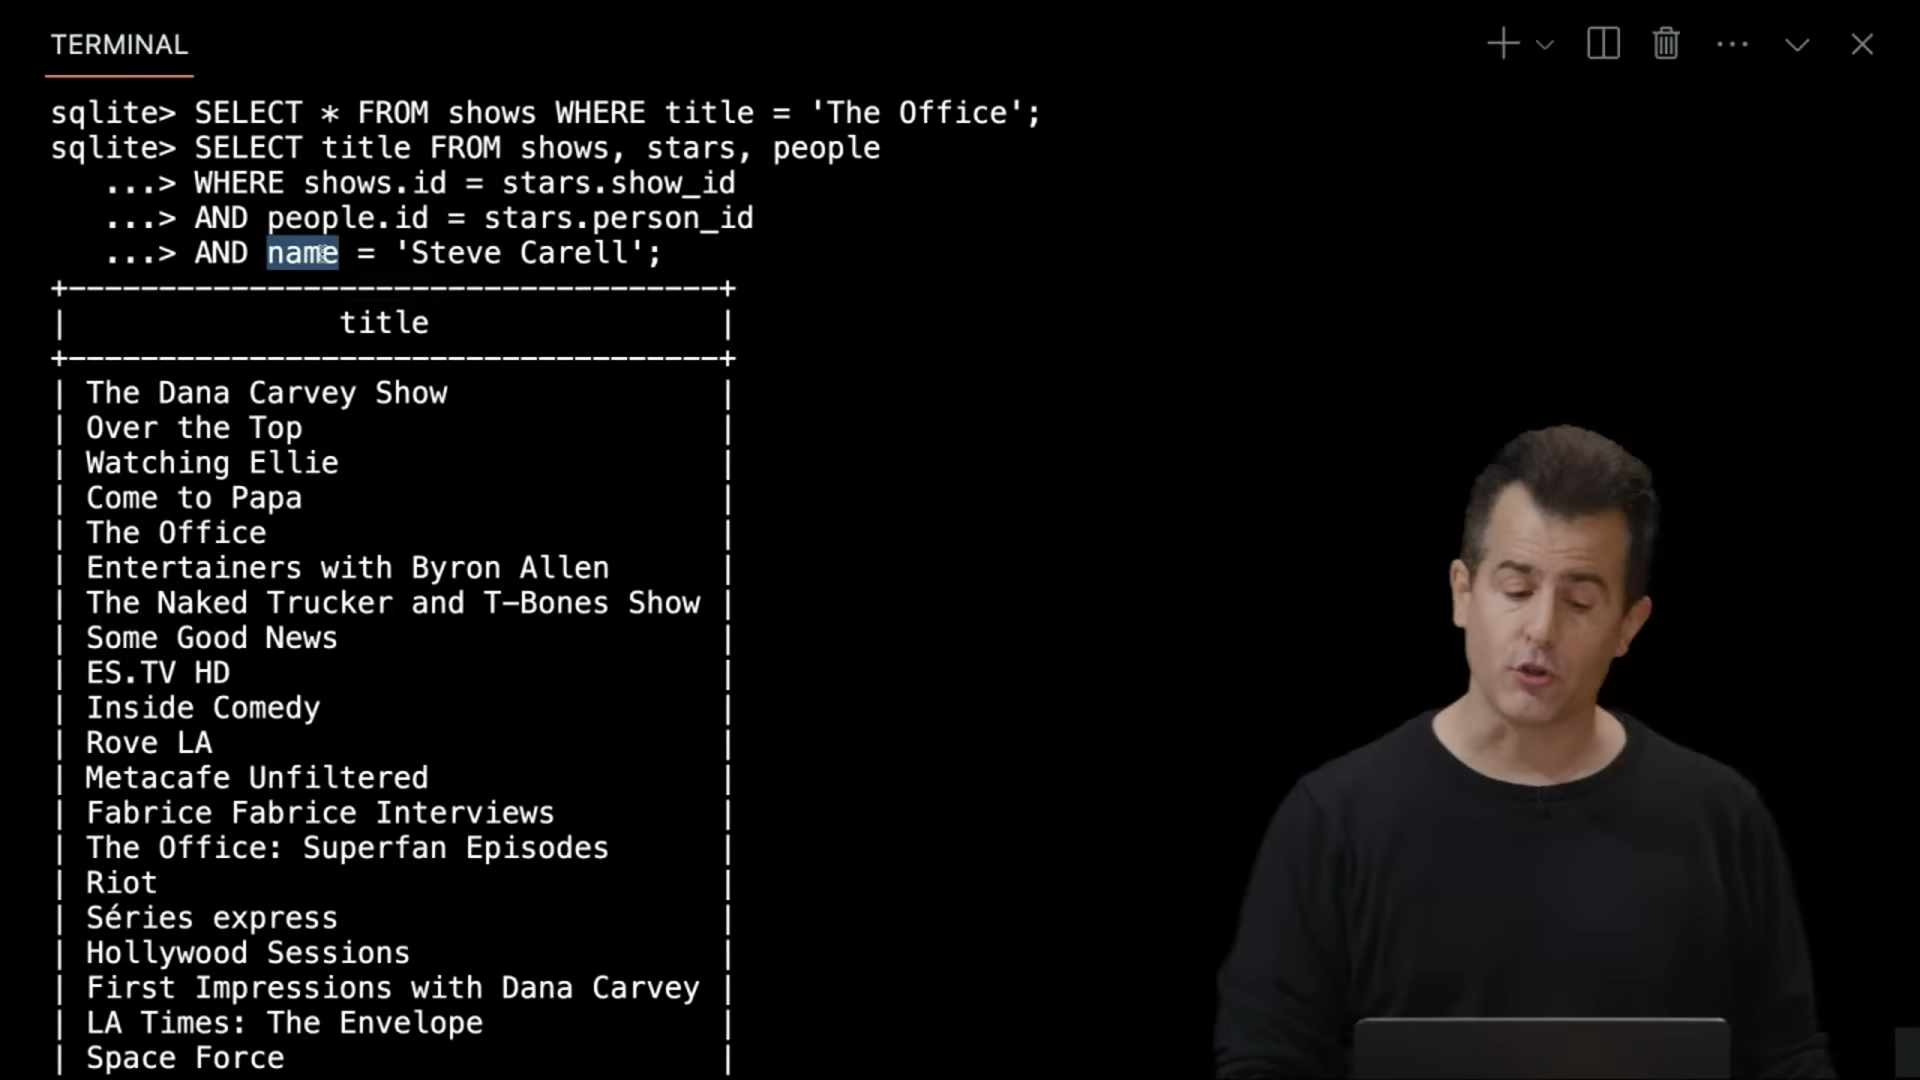 TERMINAL
sqlite> SELECT * FROM shows WHERE title = 'The Office';
sqlite> SELECT title FROM shows, stars, people
...> WHERE shows.id = stars.show_id
...> AND people.id = stars.person_id
...> AND name = 'Steve Carell';
+------------------------------------+
| title |
+------------------------------------+
| The Dana Carvey Show |
| Over the Top |
| Watching Ellie |
| Come to Papa |
| The Office |
| Entertainers with Byron Allen |
| The Naked Trucker and T-Bones Show |
| Some Good News |
| ES.TV HD |
| Inside Comedy |
| Rove LA |
| Metacafe Unfiltered |
| Fabrice Fabrice Interviews |
| The Office: Superfan Episodes |
| Riot |
| Séries express |
| Hollywood Sessions |
| First Impressions with Dana Carvey |
| LA Times: The Envelope |
| Space Force |